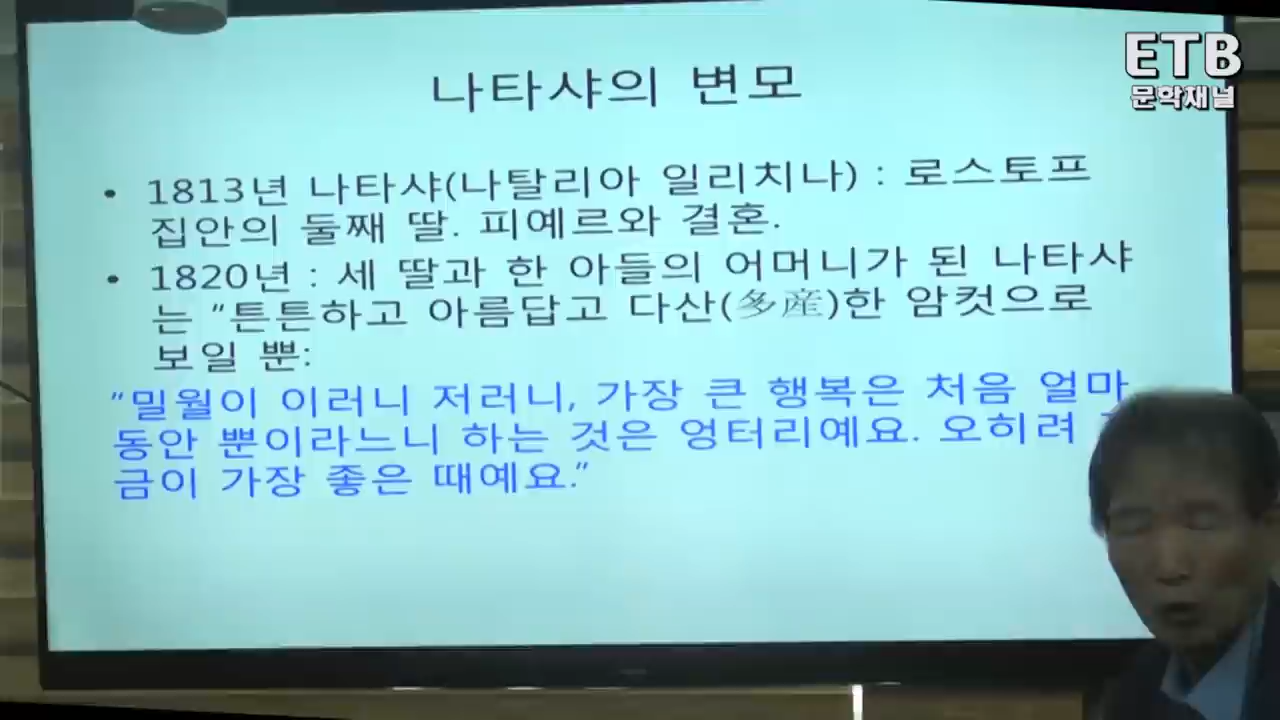 ETB
문학채널
나타샤의 변모
• 1813년 나타샤(나탈리아 일리치나) : 로스토프
집안의 둘째 딸. 피예르와 결혼.
• 1820년 : 세 딸과 한 아들의 어머니가 된 나타샤
는 "튼튼하고 아름답고 다산(多産)한 암컷으로
보일 뿐:
"밀월이 이러니 저러니, 가장 큰 행복은 처음 얼마
동안 뿐이라느니 하는 것은 엉터리예요. 오히려
금이 가장 좋은 때예요."